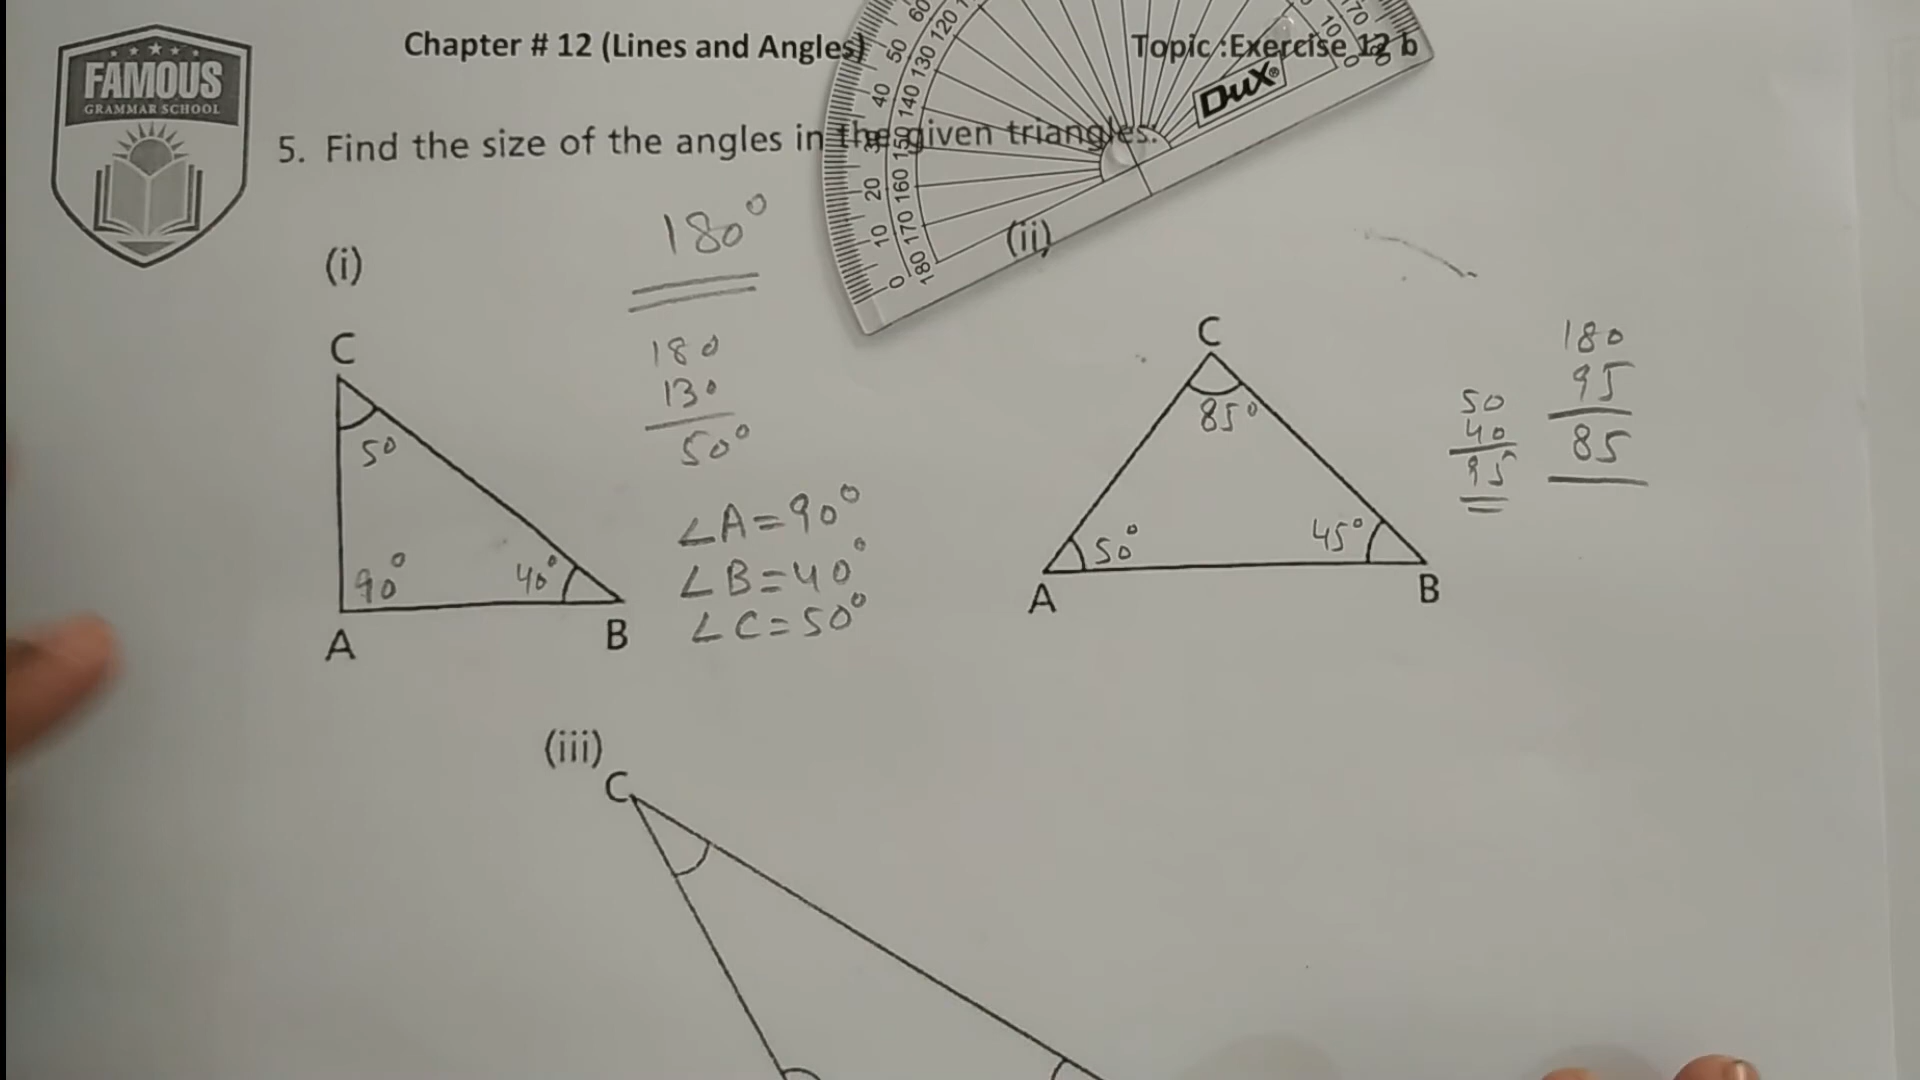 FAMOUS
GRAMMAR SCHOOL
Chapter # 12 (Lines and Angles)
Topic :Exercise 12 b
DUX®
5. Find the size of the angles in the given triangles.
180°
(i)
(ii)
C
50
90°
40°
A
B
180
130
50°
∠A=90°
∠B=40°
∠C=50°
C
85°
50°
45°
A
B
50
40
95
180
95
85
(iii)
C